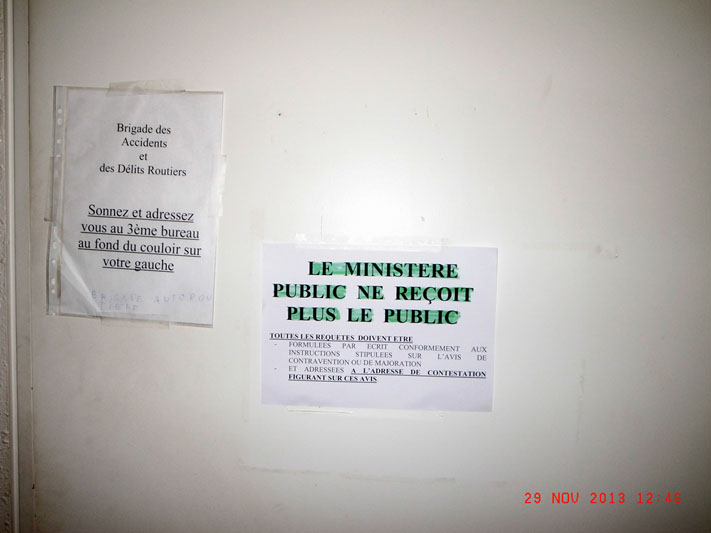 Brigade des
Accidents
et
des Délits Routiers
Sonnez et adressez
vous au 3ème bureau
au fond du couloir sur
votre gauche
BRIGADE AUTOROU
LE MINISTERE
PUBLIC NE REÇOIT
PLUS LE PUBLIC
TOUTES LES REQUETES DOIVENT ETRE
- FORMULEES PAR ECRIT CONFORMEMENT AUX
INSTRUCTIONS STIPULEES SUR L'AVIS DE
CONTRAVENTION OU DE MAJORATION
- ET ADRESSEES A L'ADRESSE DE CONTESTATION
FIGURANT SUR CES AVIS
29 NOV 2013 12:46